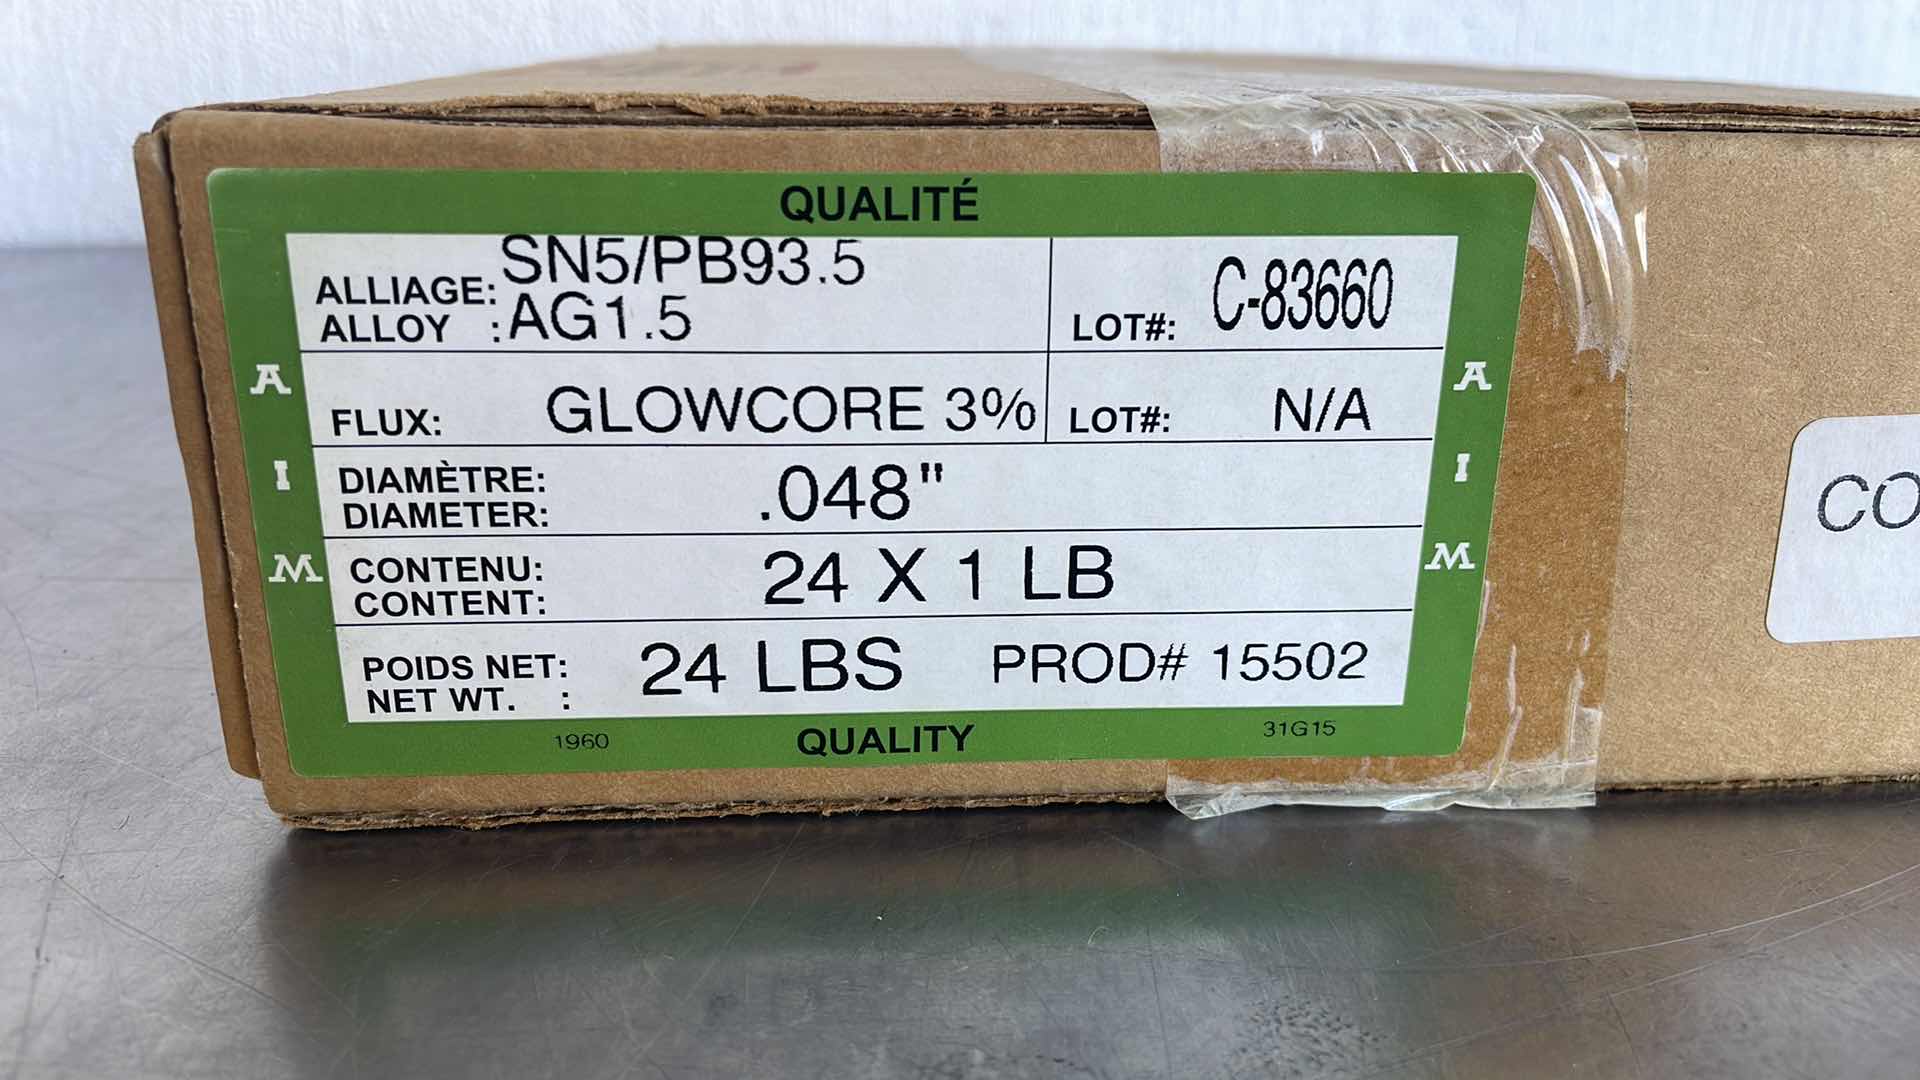 QUALITÉ
ALLIAGE: SN5/PB93.5
ALLOY : AG1.5
LOT#: C-83660
FLUX: GLOWCORE 3%
LOT#: N/A
DIAMÈTRE:
DIAMETER: .048"
CONTENU:
CONTENT: 24 X 1 LB
POIDS NET:
NET WT. : 24 LBS PROD# 15502
1960 QUALITY 31G15
A I M
A I M
CO